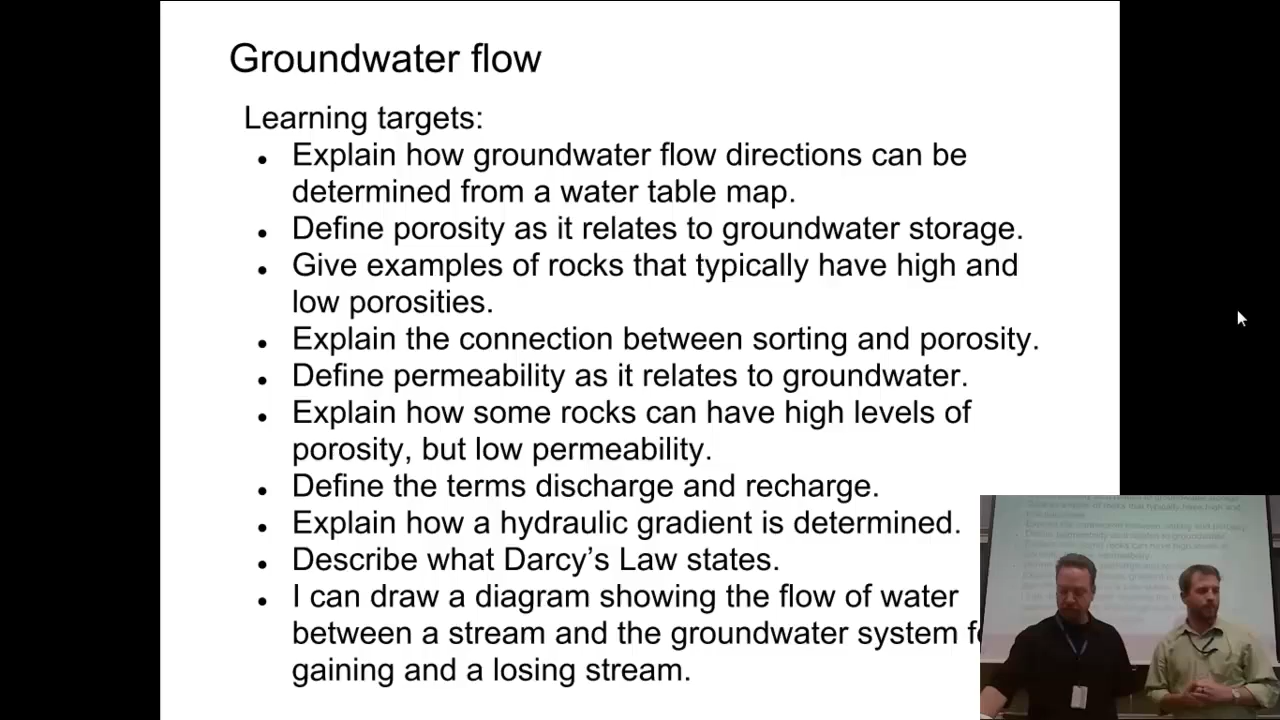 Groundwater flow
Learning targets:
• Explain how groundwater flow directions can be
determined from a water table map.
• Define porosity as it relates to groundwater storage.
• Give examples of rocks that typically have high and
low porosities.
• Explain the connection between sorting and porosity.
• Define permeability as it relates to groundwater.
• Explain how some rocks can have high levels of
porosity, but low permeability.
• Define the terms discharge and recharge.
• Explain how a hydraulic gradient is determined.
• Describe what Darcy's Law states.
• I can draw a diagram showing the flow of water
between a stream and the groundwater system
gaining and a losing stream.